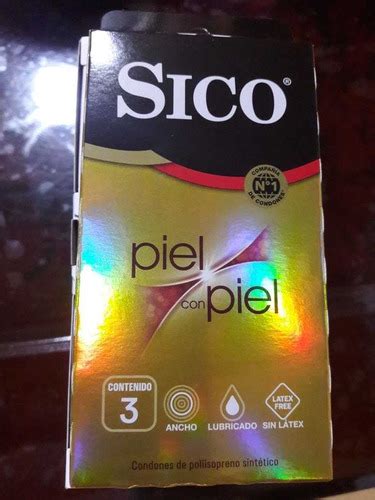 SICO®
COMPAÑÍA
Nº1
DE CONDONES
piel
con piel
CONTENIDO
3
ANCHO
LUBRICADO
LATEX
FREE
SIN LÁTEX
Condones de poliisopreno sintético